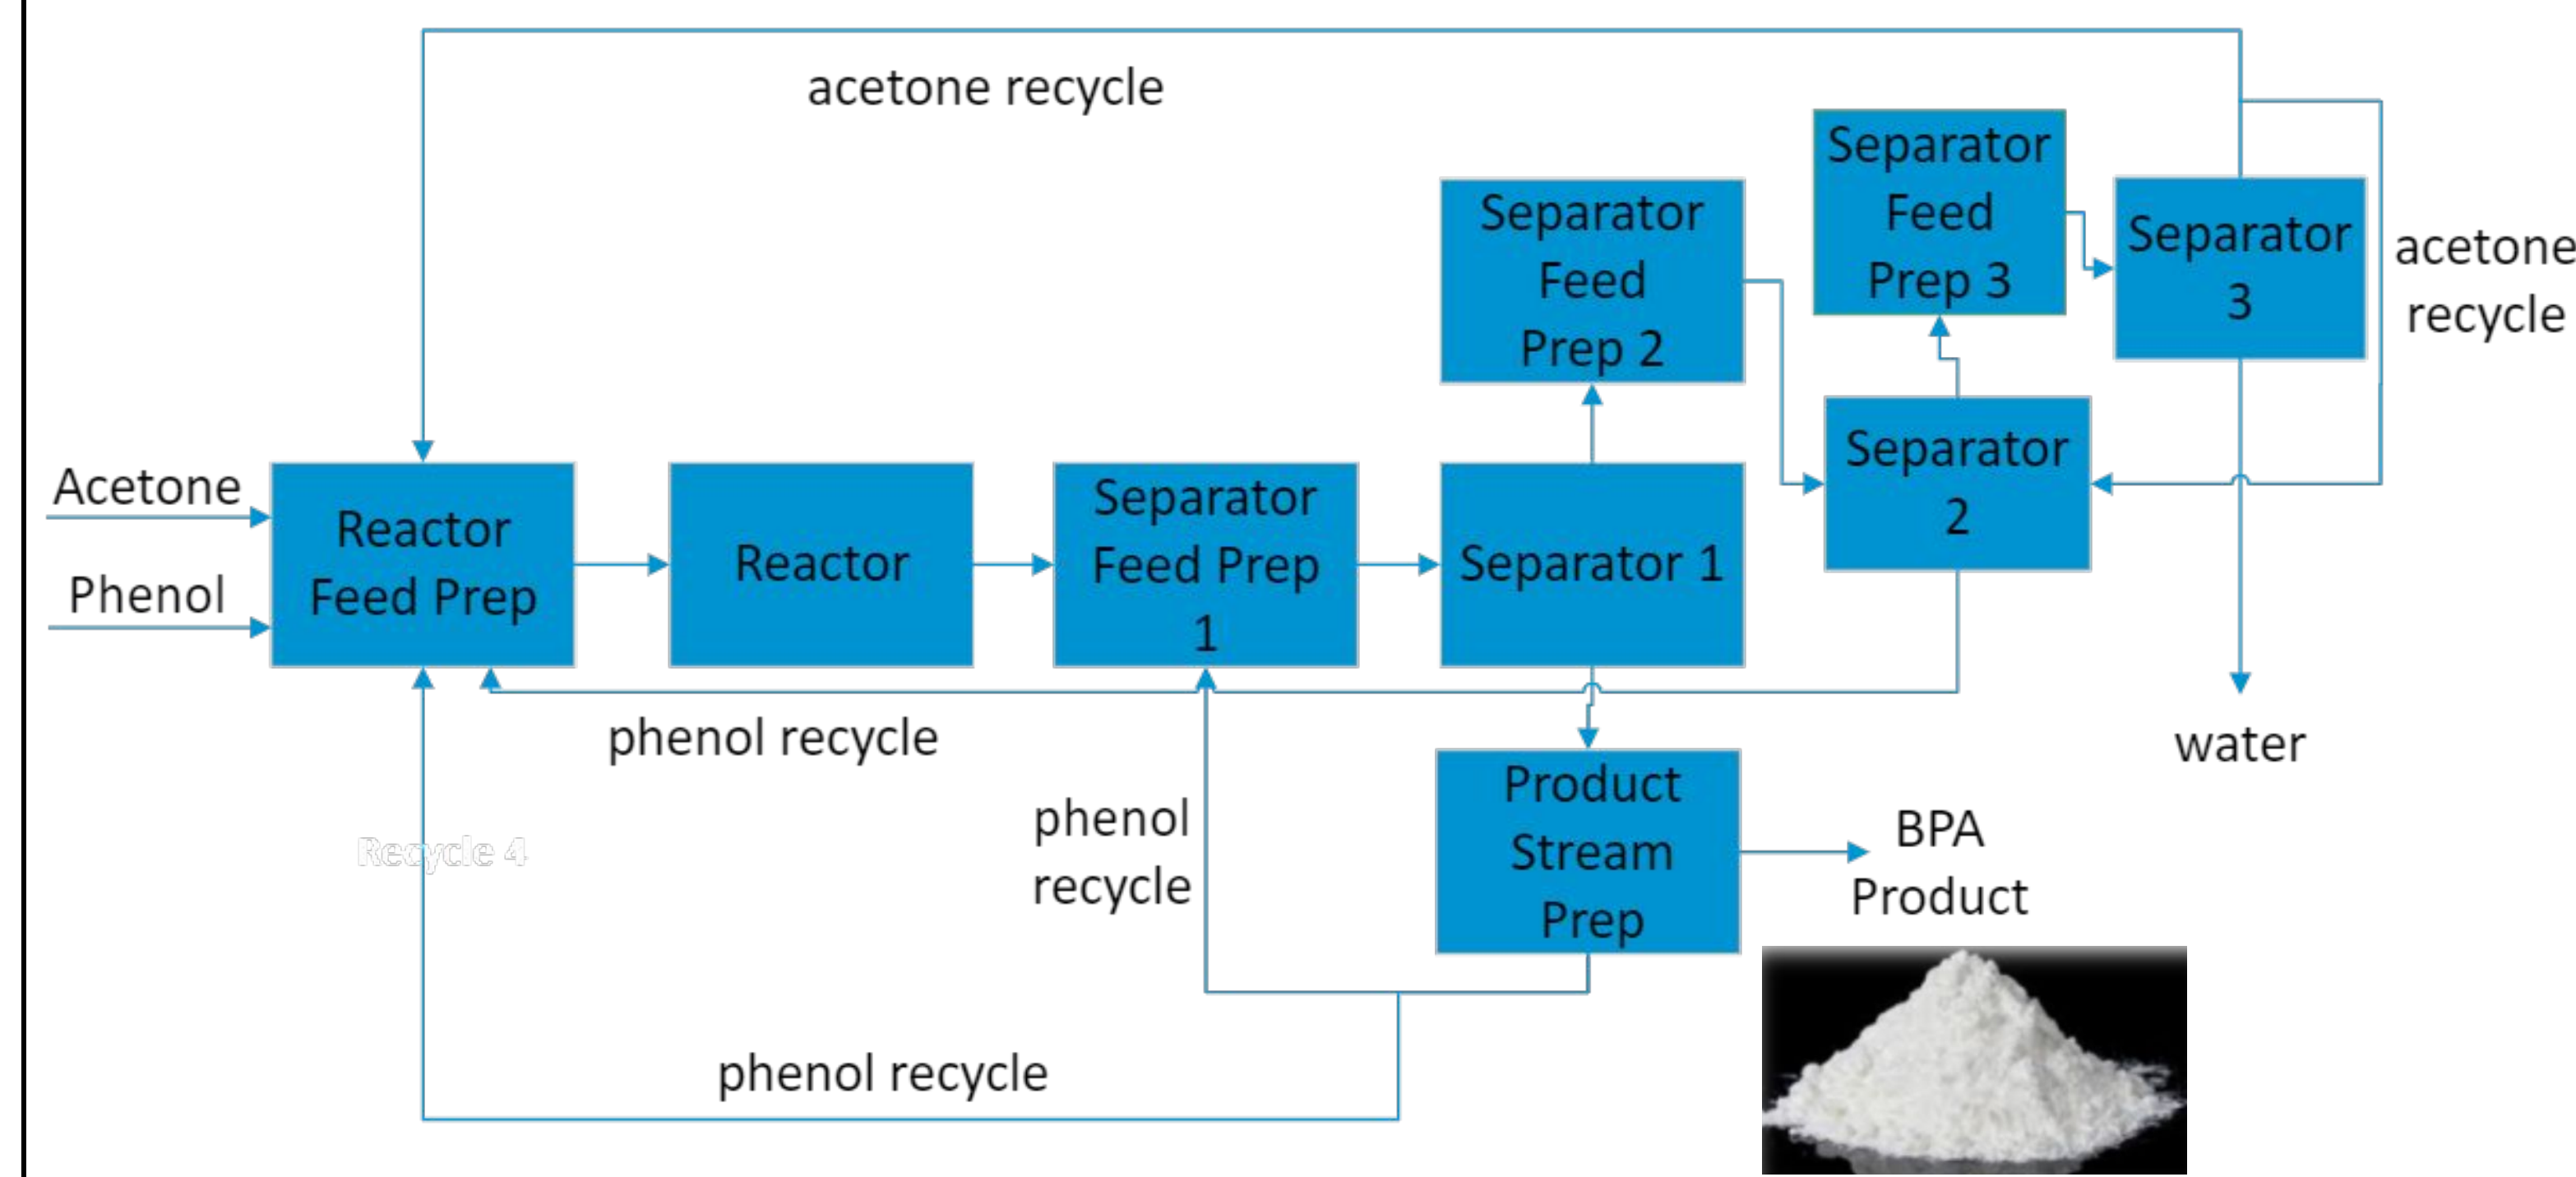 acetone recycle
Separator
Feed
Prep 3
Separator
Feed
Prep 2
Separator
3
acetone
recycle
Separator
2
Acetone
Phenol
Reactor
Feed Prep
Reactor
Separator
Feed Prep
1
Separator 1
phenol recycle
water
Recycle 4
phenol
recycle
Product
Stream
Prep
BPA
Product
phenol recycle